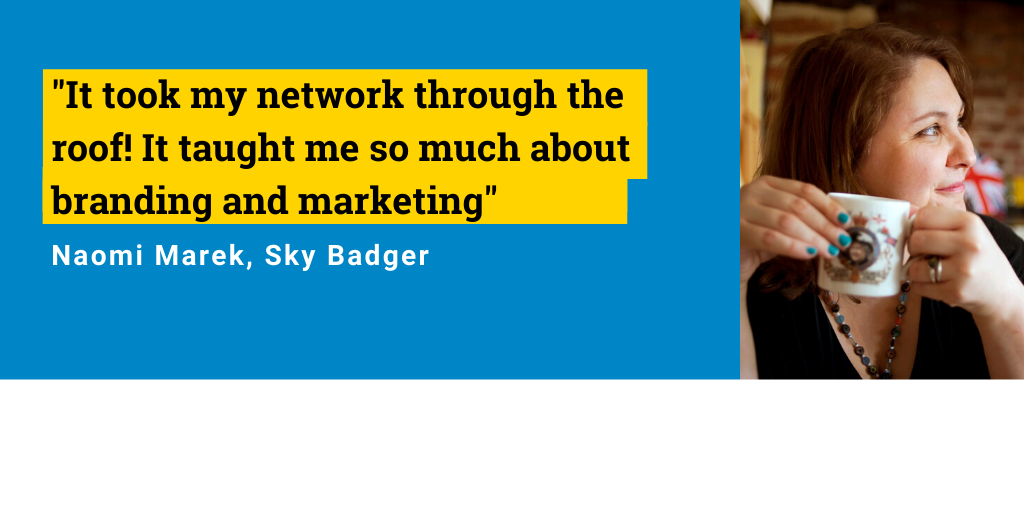 "It took my network through the
roof! It taught me so much about
branding and marketing"
Naomi Marek, Sky Badger